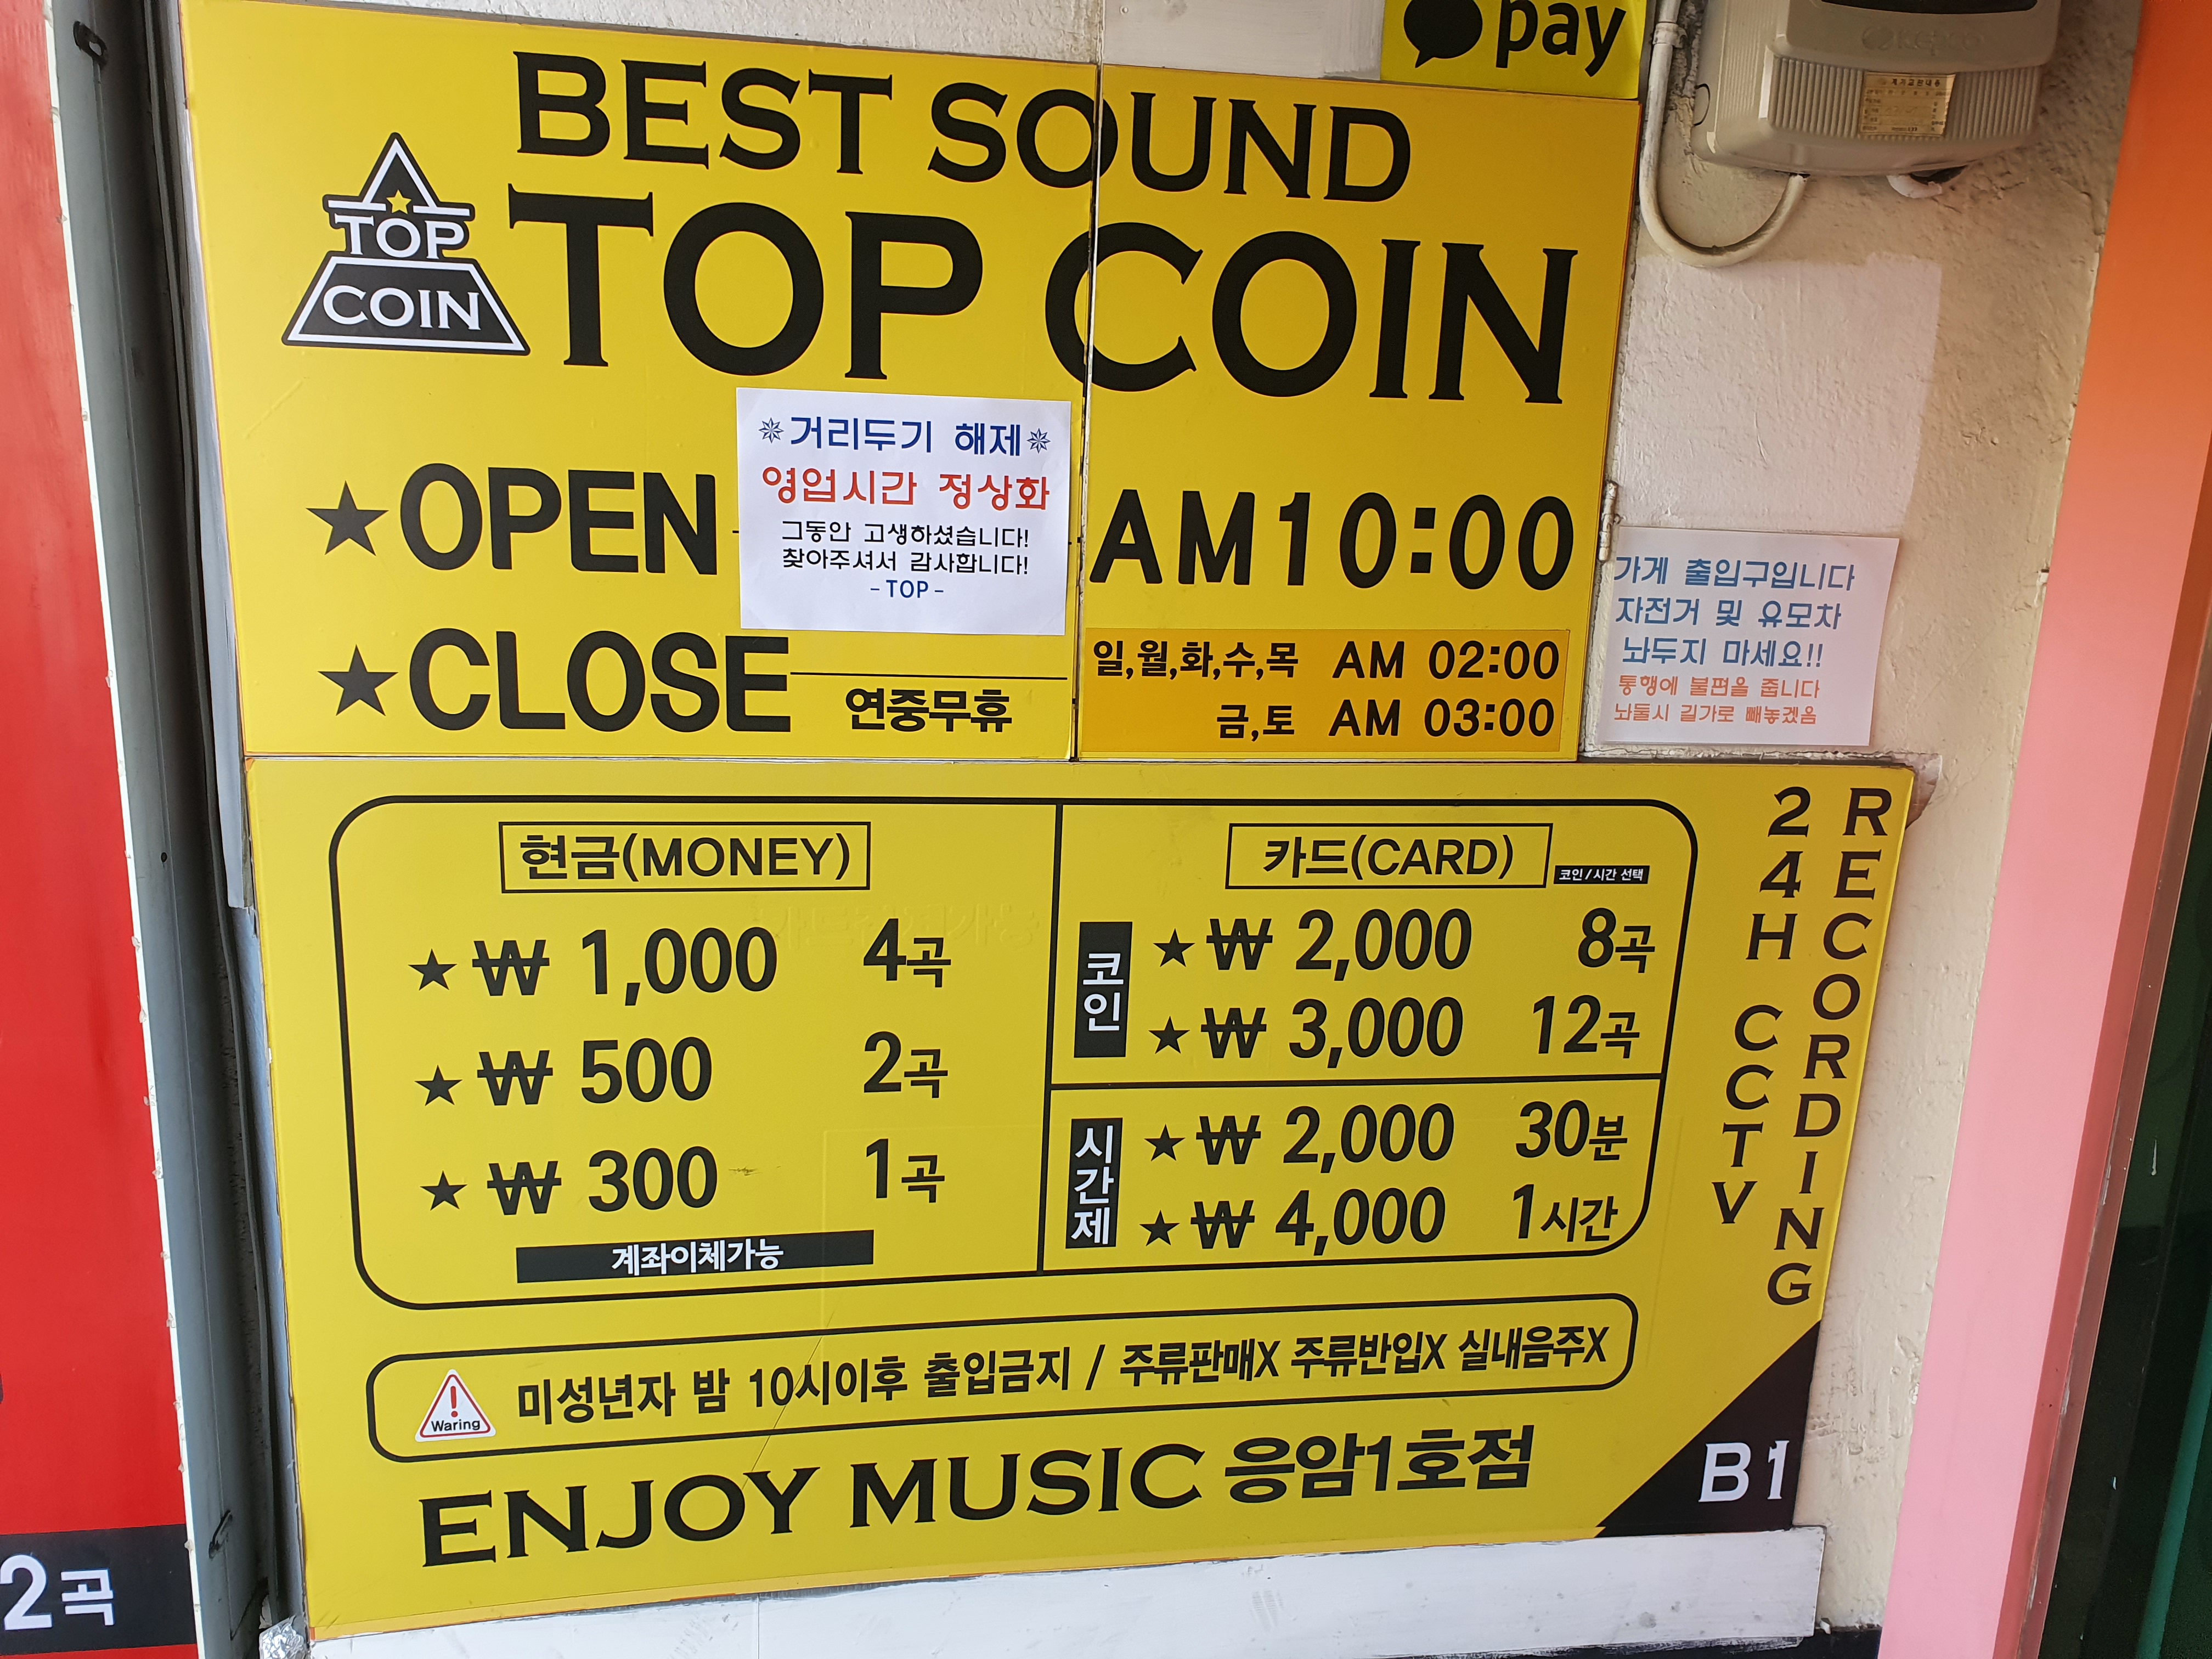 pay
BEST SOUND
TOP
COIN
TOP COIN
※거리두기 해제※
영업시간 정상화
그동안 고생하셨습니다!
찾아주셔서 감사합니다!
-TOP-
★OPEN AM10:00
★CLOSE 연중무휴
일,월,화,수,목 AM 02:00
금,토 AM 03:00
가게 출입구입니다
자전거 및 유모차
놔두지 마세요!!
통행에 불편을 줍니다
놔둘시 길가로 빼놓겠음
현금(MONEY)
★ ₩ 1,000 4곡
★ ₩ 500 2곡
★ ₩ 300 1곡
계좌이체가능
카드(CARD) 코인/시간 선택
코인
★ ₩ 2,000 8곡
★ ₩ 3,000 12곡
시간제
★ ₩ 2,000 30분
★ ₩ 4,000 1시간
24H CCTV
RECORDING
Waring
미성년자 밤 10시이후 출입금지 / 주류판매X 주류반입X 실내음주X
ENJOY MUSIC 응암1호점
B1
2곡